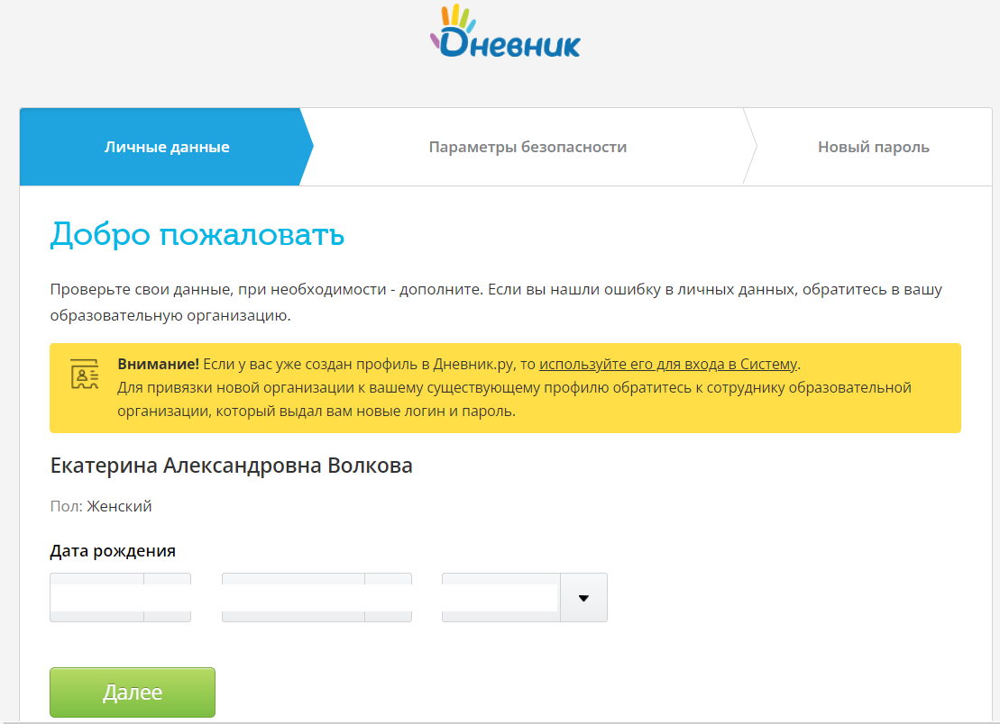 Дневник
Личные данные
Параметры безопасности
Новый пароль
Добро пожаловать
Проверьте свои данные, при необходимости - дополните. Если вы нашли ошибку в личных данных, обратитесь в вашу
образовательную организацию.
Внимание! Если у вас уже создан профиль в Дневник.ру, то используйте его для входа в Систему.
Для привязки новой организации к вашему существующему профилю обратитесь к сотруднику образовательной
организации, который выдал вам новые логин и пароль.
Екатерина Александровна Волкова
Пол: Женский
Дата рождения
Далее